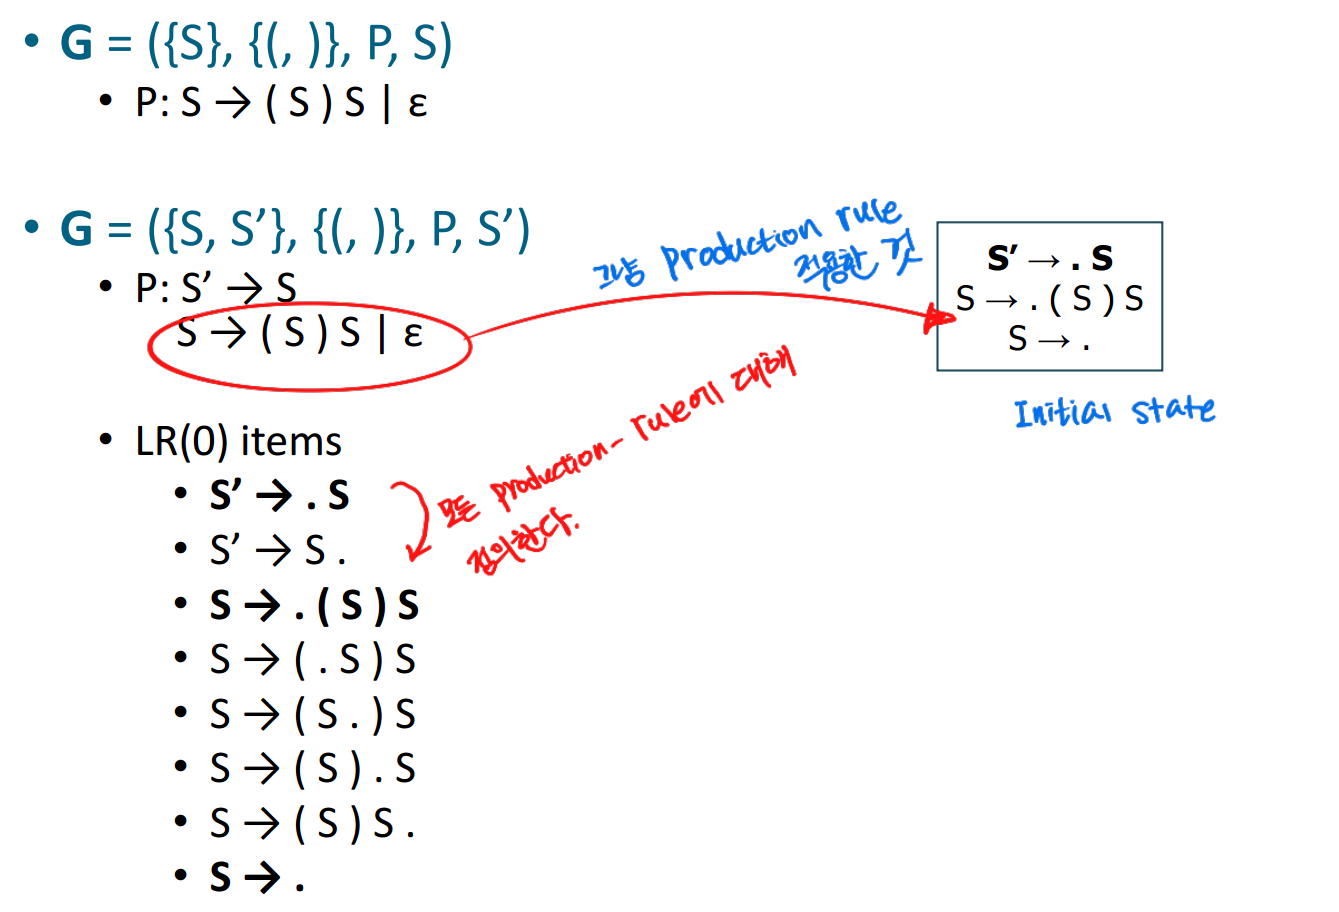 • G = ({S}, {(, )}, P, S)
• P: S → ( S ) S | ε
• G = ({S, S’}, {(, )}, P, S’)
• P: S’ → S
S → ( S ) S | ε
그냥 production rule
적용한 것
S’ → . S
S → . ( S ) S
S → .
Initial state
• LR(0) items
• S’ → . S
• S’ → S .
• S → . ( S ) S
• S → ( . S ) S
• S → ( S . ) S
• S → ( S ) . S
• S → ( S ) S .
• S → .
모든 production- rule에 대해
정의한다.